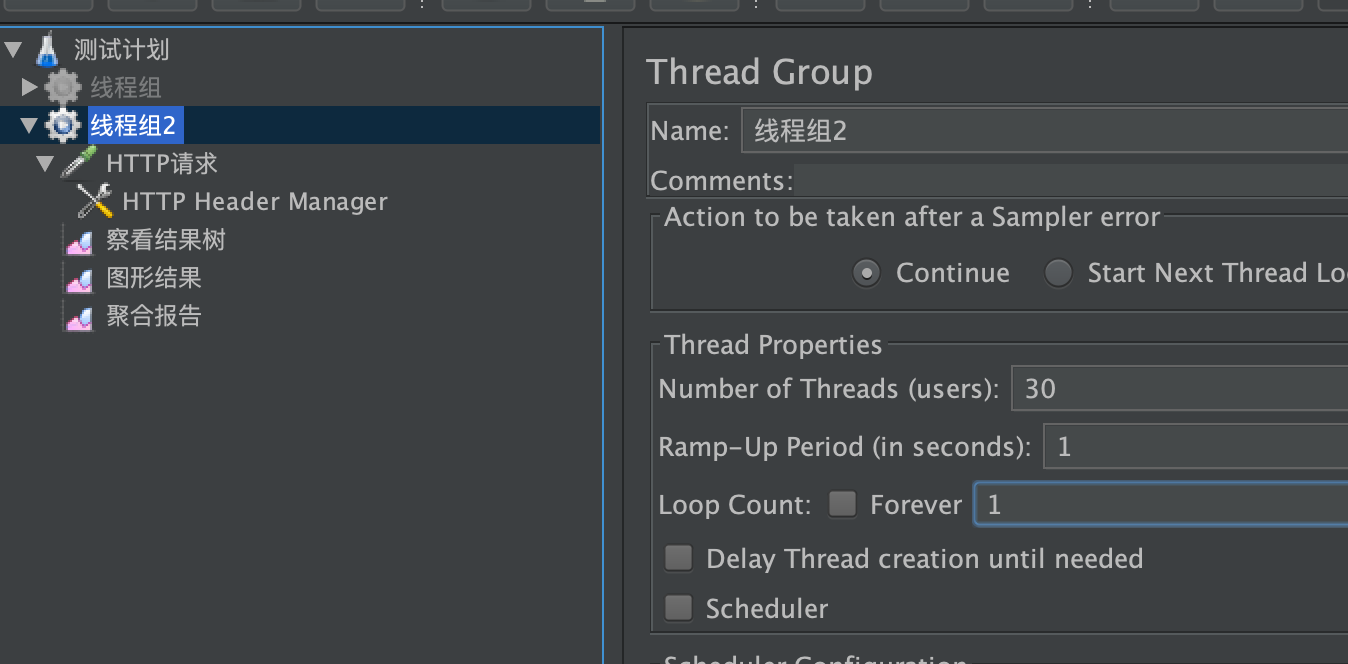 测试计划
线程组
线程组2
HTTP请求
HTTP Header Manager
察看结果树
图形结果
聚合报告
Thread Group
Name: 线程组2
Comments:
Action to be taken after a Sampler error
Continue Start Next Thread Lo
Thread Properties
Number of Threads (users): 30
Ramp-Up Period (in seconds): 1
Loop Count: Forever 1
Delay Thread creation until needed
Scheduler
Scheduler Configuration